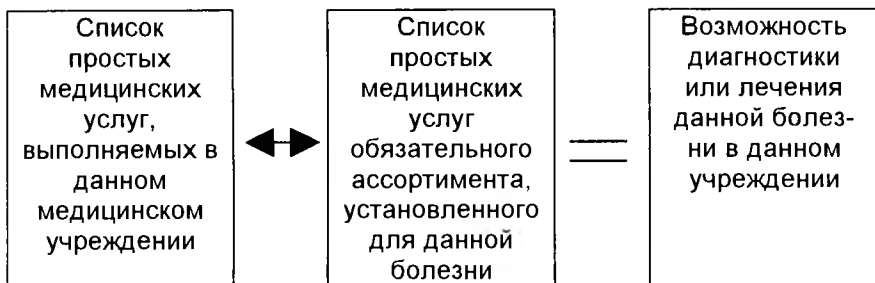 Список
простых
медицинских
услуг,
выполняемых в
данном
медицинском
учреждении
Список
простых
медицинских
услуг
обязательного
ассортимента,
установленного
для данной
болезни
Возможность
диагностики
или лечения
данной болез-
ни в данном
учреждении